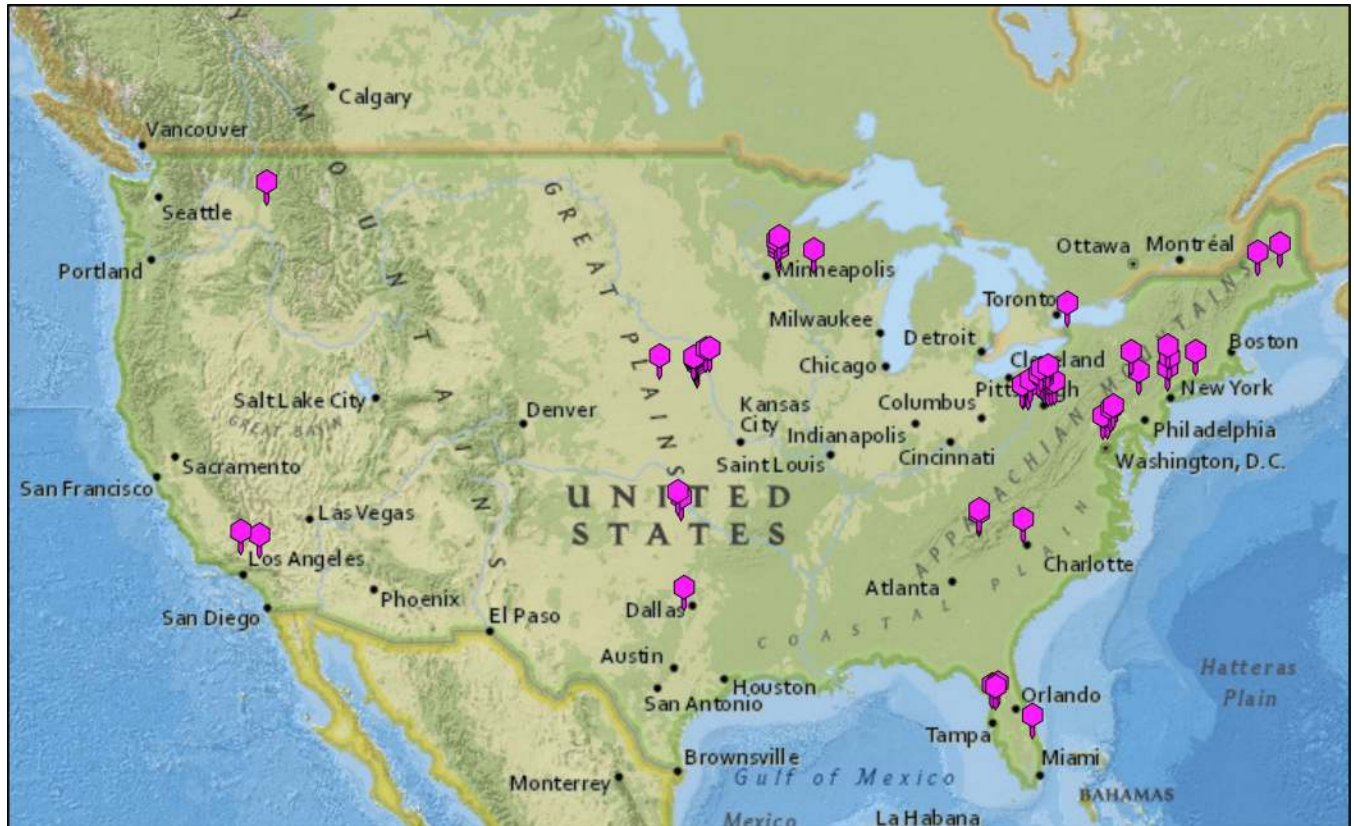 Calgary
Vancouver
Seattle
Portland
M O U N T A I N S
GREAT PLAINS
Minneapolis
Ottawa
Montréal
Toronto
Milwaukee
Detroit
Boston
Chicago
Cleveland
New York
Salt Lake City
GREAT BASIN
Denver
Kansas
City
Columbus
Indianapolis
Philadelphia
Sacramento
Saint Louis
Cincinnati
Washington, D.C.
San Francisco
UNITED
STATES
Las Vegas
APPALACHIAN MOUNTAINS
Los Angeles
Charlotte
Atlanta
COASTAL PLAIN
Phoenix
Dallas
San Diego
El Paso
Austin
Hatteras
Plain
Houston
San Antonio
Orlando
Tampa
Brownsville
Miami
Monterrey
Gulf of Mexico
BAHAMAS
La Habana
Mexico